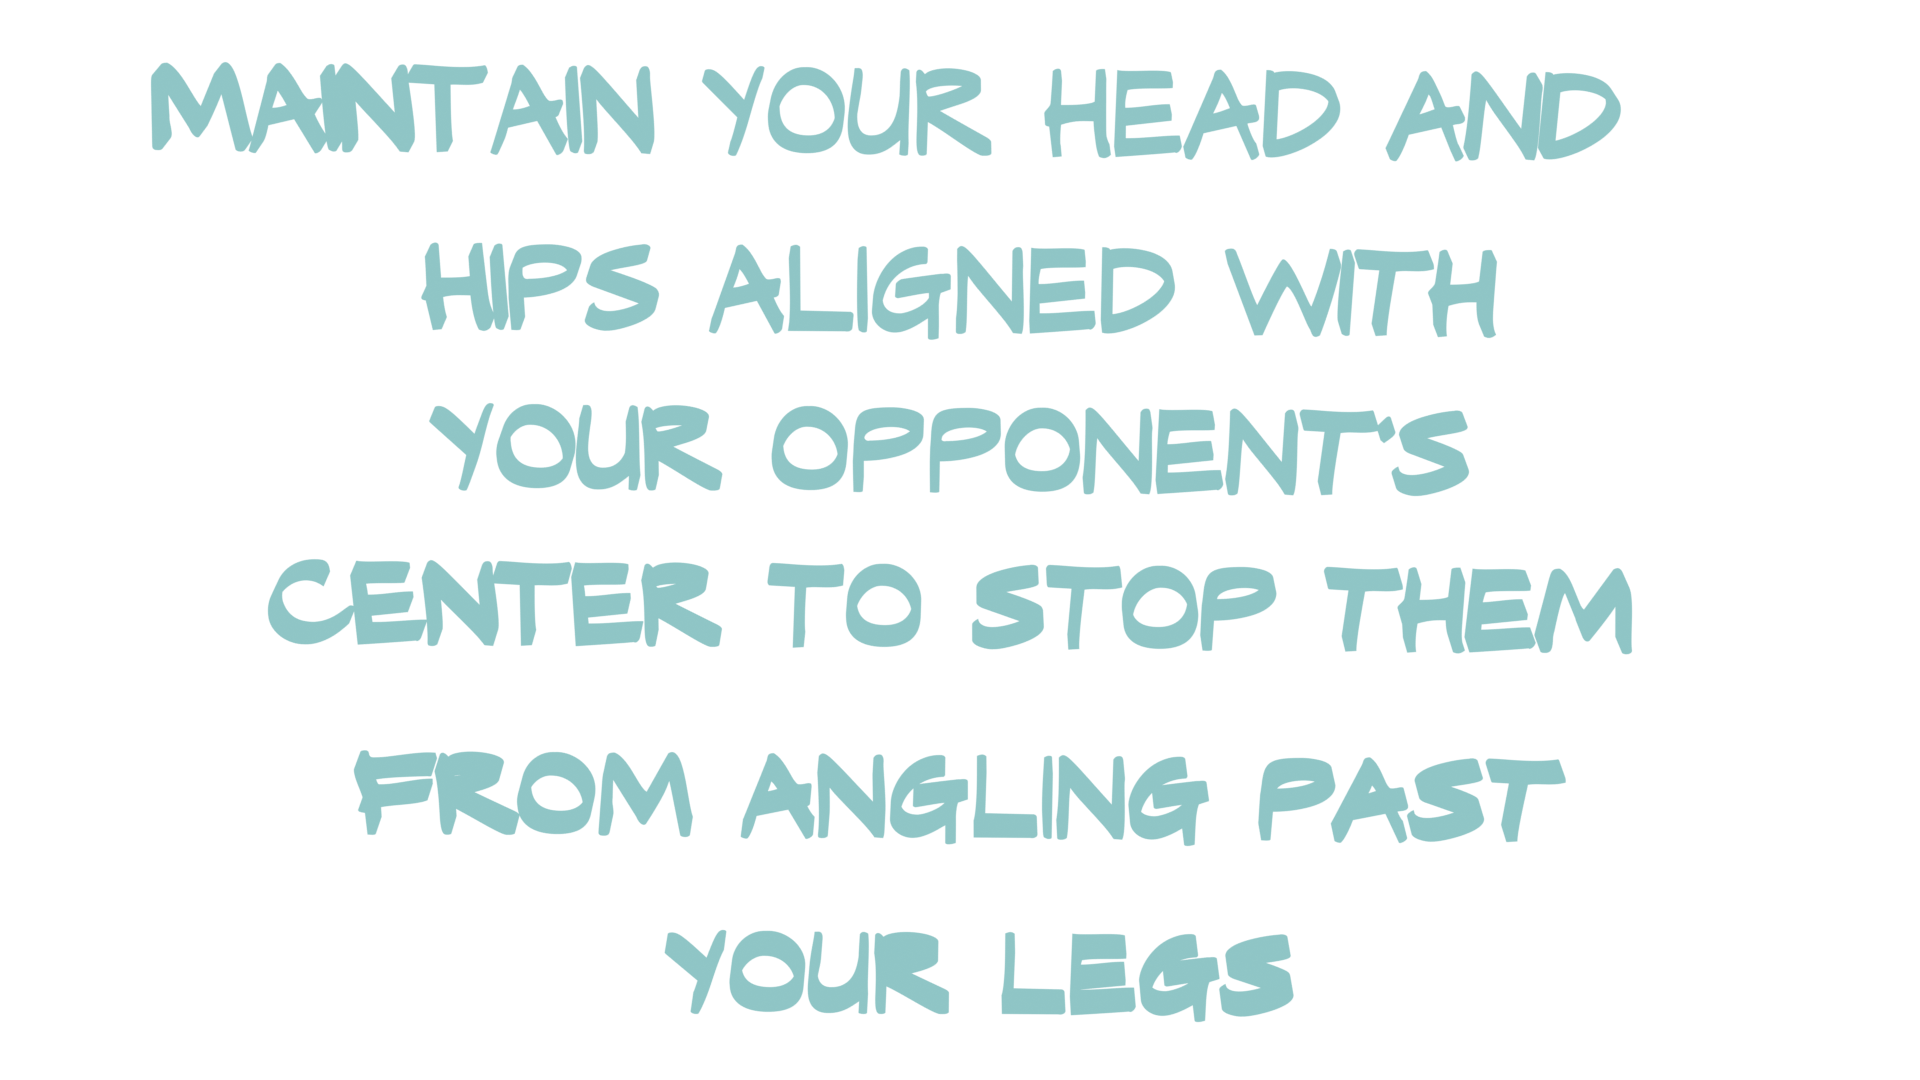 MAINTAIN YOUR HEAD AND
HIPS ALIGNED WITH
YOUR OPPONENT'S
CENTER TO STOP THEM
FROM ANGLING PAST
YOUR LEGS